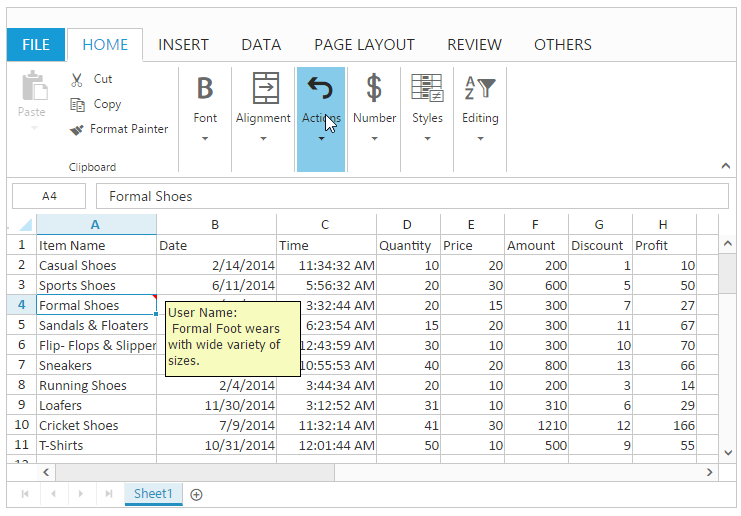 FILE HOME INSERT DATA PAGE LAYOUT REVIEW OTHERS
Paste
Cut
Copy
Format Painter
Clipboard
B
Font
Alignment
Actions
$
Number
Styles
A
Z
Editing
A4 Formal Shoes
A B C D E F G H
1 Item Name Date Time Quantity Price Amount Discount Profit
2 Casual Shoes 2/14/2014 11:34:32 AM 10 20 200 1 10
3 Sports Shoes 6/11/2014 5:56:32 AM 20 30 600 5 50
4 Formal Shoes 3:32:44 AM 20 15 300 7 27
5 Sandals & Floaters 6:23:54 AM 15 20 300 11 67
6 Flip- Flops & Slipper 12:43:59 AM 30 10 300 10 70
7 Sneakers 10:55:53 AM 40 20 800 13 66
8 Running Shoes 2/4/2014 3:44:34 AM 20 10 200 3 14
9 Loafers 11/30/2014 3:12:52 AM 31 10 310 6 29
10 Cricket Shoes 7/9/2014 11:32:14 AM 41 30 1210 12 166
11 T-Shirts 10/31/2014 12:01:44 AM 50 10 500 9 55
User Name:
Formal Foot wears
with wide variety of
sizes.
Sheet1